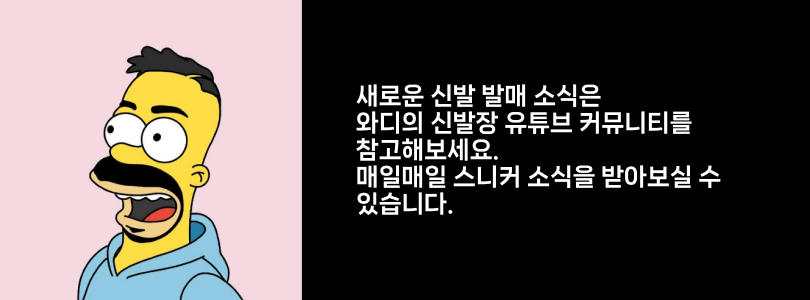 새로운 신발 발매 소식은
와디의 신발장 유튜브 커뮤니티를
참고해보세요.
매일매일 스니커 소식을 받아보실 수
있습니다.